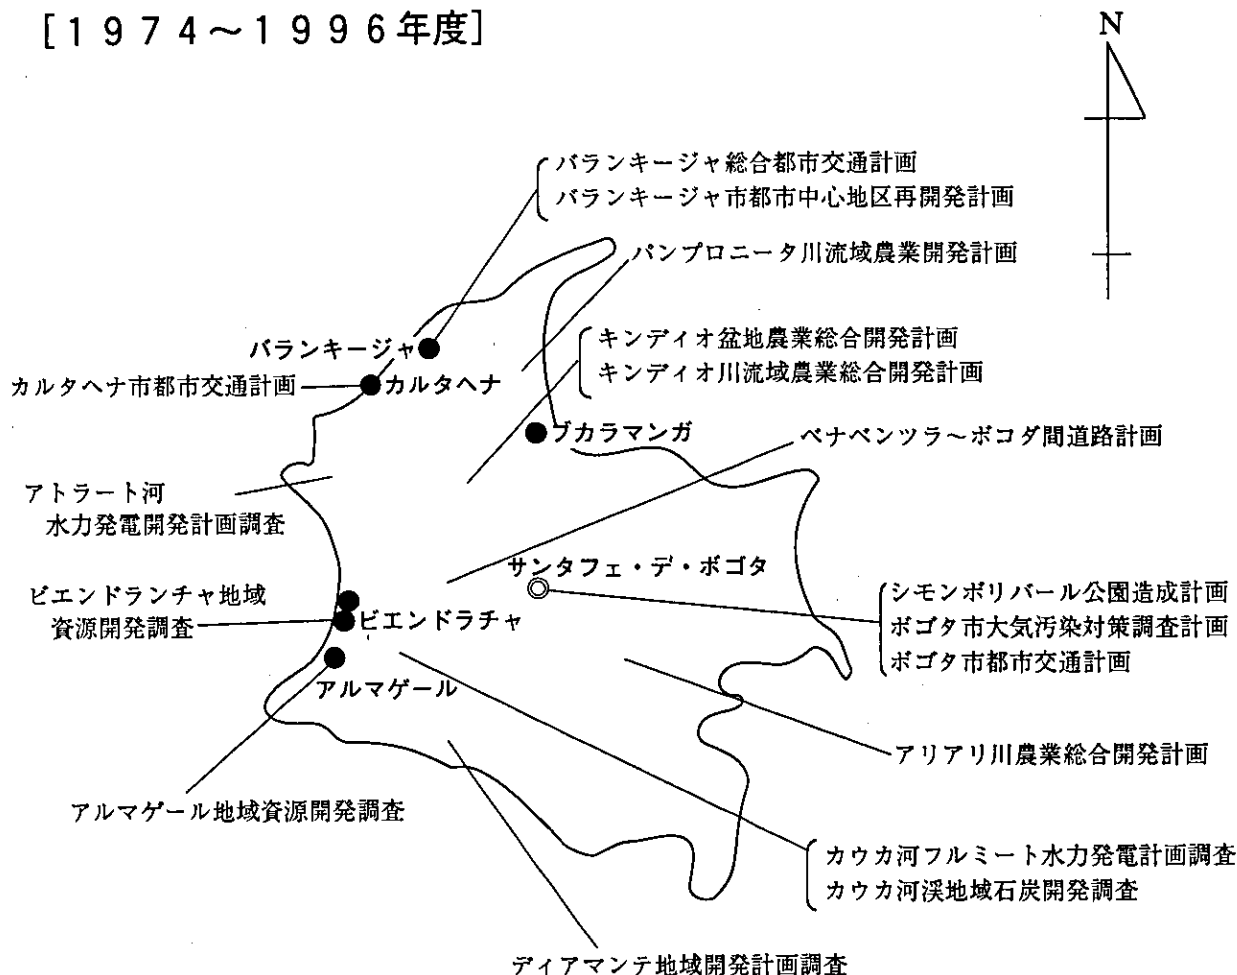 [1974～1996年度]
N
バランキージャ総合都市交通計画
バランキージャ市都市中心地区再開発計画
パンプロニータ川流域農業開発計画
キンディオ盆地農業総合開発計画
キンディオ川流域農業総合開発計画
バランキージャ
カルタヘナ市都市交通計画
カルタヘナ
ブカラマンガ
ベナベンツラ～ボコダ間道路計画
アトラート河
水力発電開発計画調査
サンタフェ・デ・ボゴタ
ビエンドランチャ地域
資源開発調査
ビエンドラチャ
シモンボリバール公園造成計画
ボゴタ市大気汚染対策調査計画
ボゴタ市都市交通計画
アルマゲール
アリアリ川農業総合開発計画
アルマゲール地域資源開発調査
カウカ河フルミート水力発電計画調査
カウカ河渓地域石炭開発調査
ディアマンテ地域開発計画調査